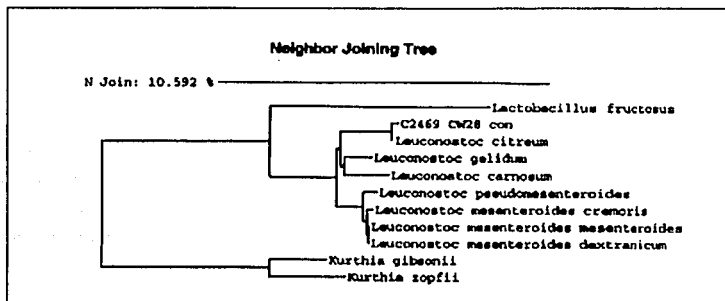 Neighbor Joining Tree
N Join: 10.592 %
Lactobacillus fructosus
C2469 CW28 con
Leuconostoc citreum
Leuconostoc gelidum
Leuconostoc carnosum
Leuconostoc pseudomesenteroides
Leuconostoc mesenteroides cremoris
Leuconostoc mesenteroides mesenteroides
Leuconostoc mesenteroides dextranicum
Kurthia gibsonii
Kurthia zopfii